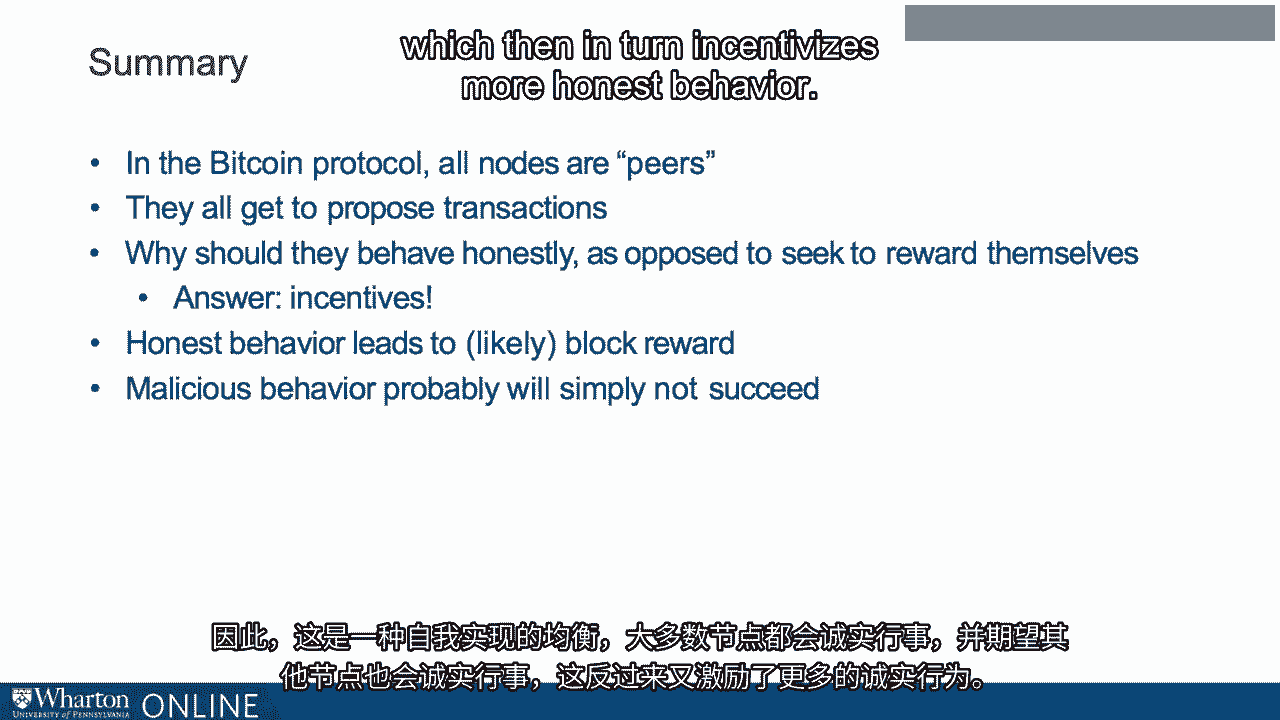 which then in turn incentivizes
more honest behavior.
Summary
• In the Bitcoin protocol, all nodes are “peers”
• They all get to propose transactions
• Why should they behave honestly, as opposed to seek to reward themselves
• Answer: incentives!
• Honest behavior leads to (likely) block reward
• Malicious behavior probably will simply not succeed
因此，这是一种自我实现的均衡，大多数节点都会诚实行事，并期望其
他节点也会诚实行事，这反过来又激励了更多的诚实行为。
Wharton ONLINE
UNIVERSITY of PENNSYLVANIA